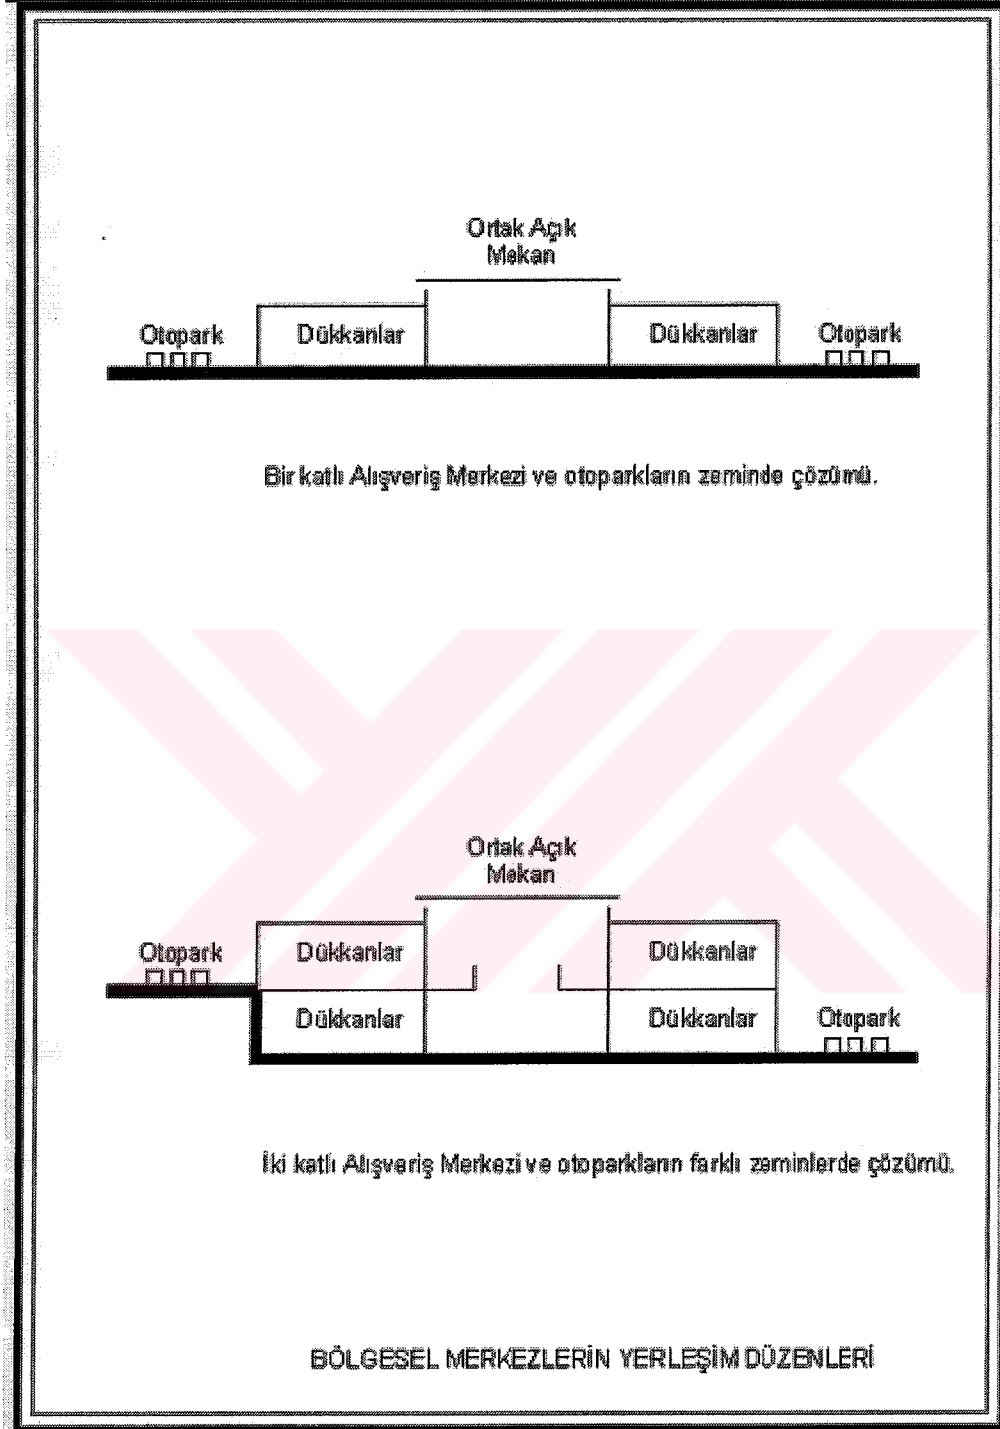 Ortak Açık
Mekan
Otopark
Dükkanlar
Dükkanlar
Otopark
Bir katlı Alışveriş Merkezi ve otoparkların zeminde çözümü.
Ortak Açık
Mekan
Otopark
Dükkanlar
Dükkanlar
Dükkanlar
Dükkanlar
Otopark
İki katlı Alışveriş Merkezi ve otoparkların farklı zeminlerde çözümü.
BÖLGESEL MERKEZLERİN YERLEŞİM DÜZENLERİ